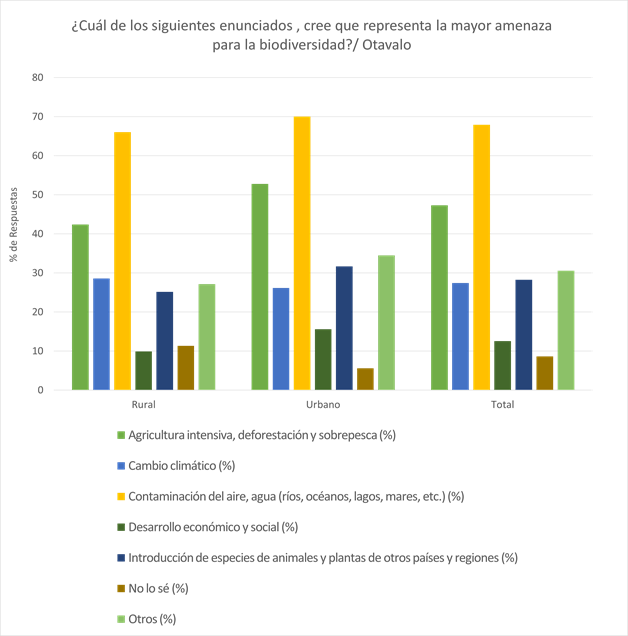 ¿Cuál de los siguientes enunciados , cree que representa la mayor amenaza
para la biodiversidad?/ Otavalo
80
70
60
50
40
30
20
10
0
% de Respuestas
Rural Urbano Total
Agricultura intensiva, deforestación y sobrepesca (%)
Cambio climático (%)
Contaminación del aire, agua (ríos, océanos, lagos, mares, etc.) (%)
Desarrollo económico y social (%)
Introducción de especies de animales y plantas de otros países y regiones (%)
No lo sé (%)
Otros (%)